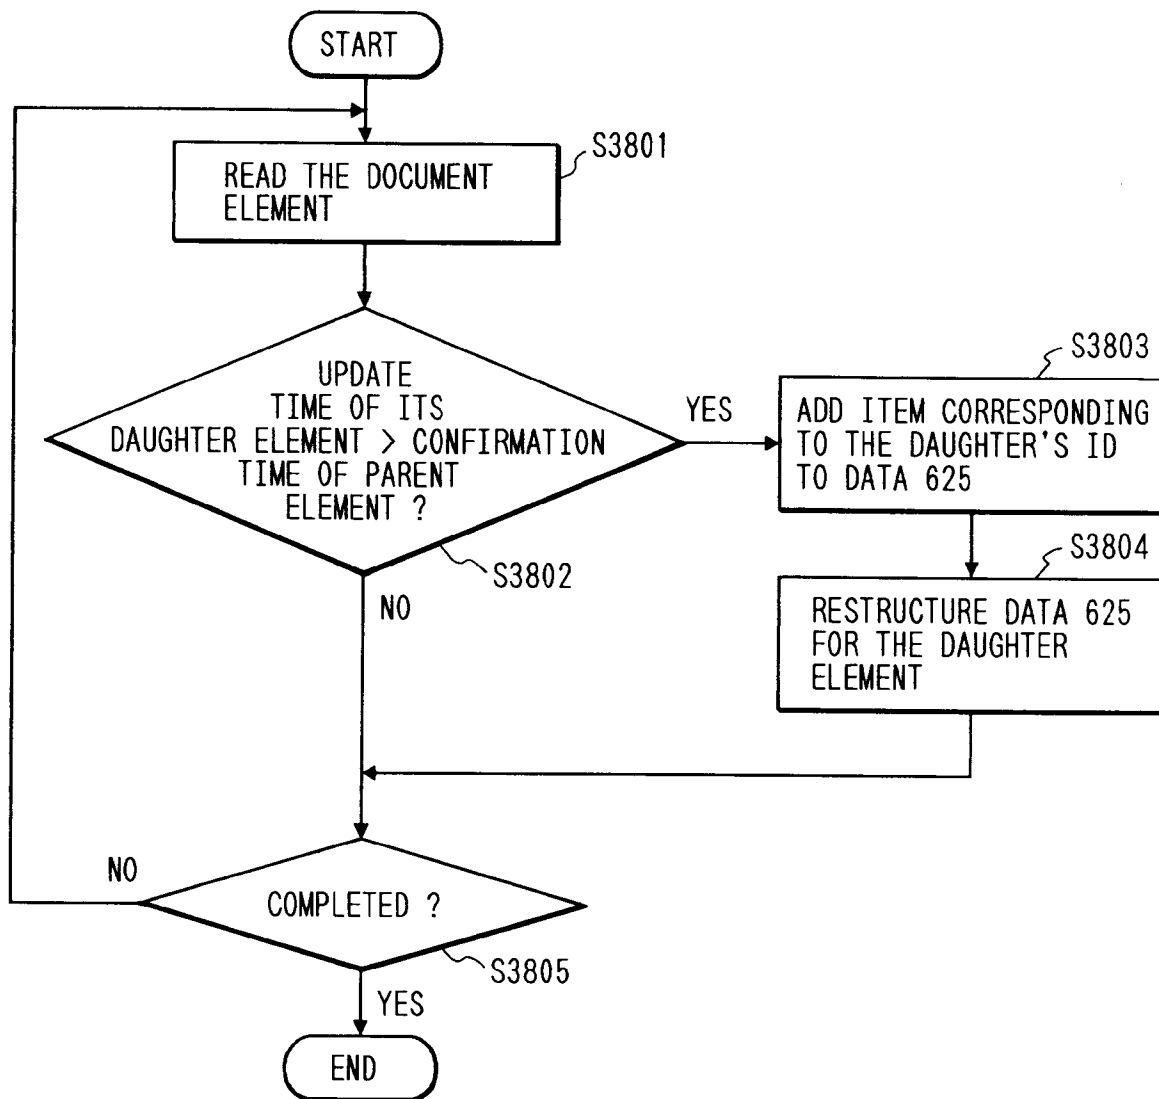 START
S3801
READ THE DOCUMENT
ELEMENT
UPDATE
TIME OF ITS
DAUGHTER ELEMENT > CONFIRMATION
TIME OF PARENT
ELEMENT ?
S3802
YES
NO
S3803
ADD ITEM CORRESPONDING
TO THE DAUGHTER'S ID
TO DATA 625
S3804
RESTRUCTURE DATA 625
FOR THE DAUGHTER
ELEMENT
NO
COMPLETED ?
S3805
YES
END